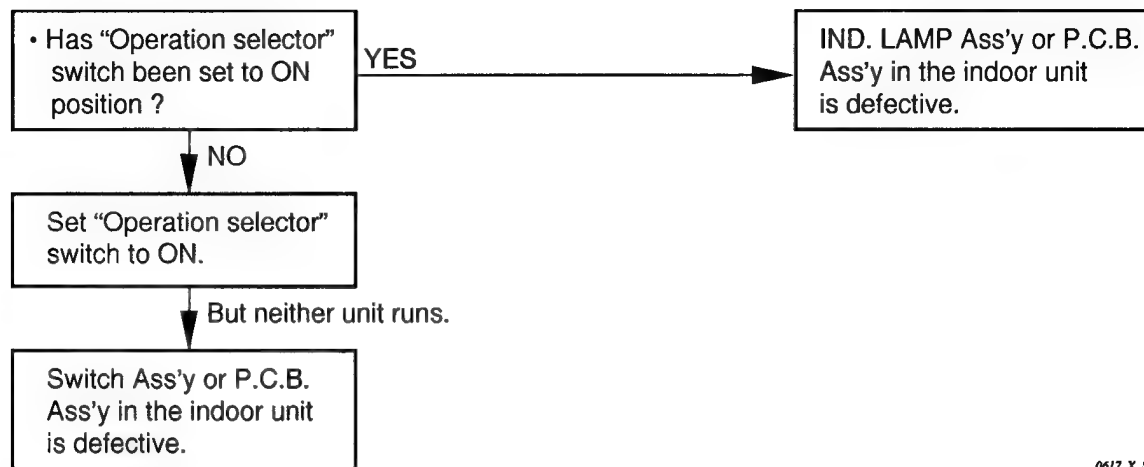 • Has “Operation selector”
switch been set to ON
position ?
YES
IND. LAMP Ass'y or P.C.B.
Ass'y in the indoor unit
is defective.
NO
Set “Operation selector”
switch to ON.
But neither unit runs.
Switch Ass'y or P.C.B.
Ass'y in the indoor unit
is defective.